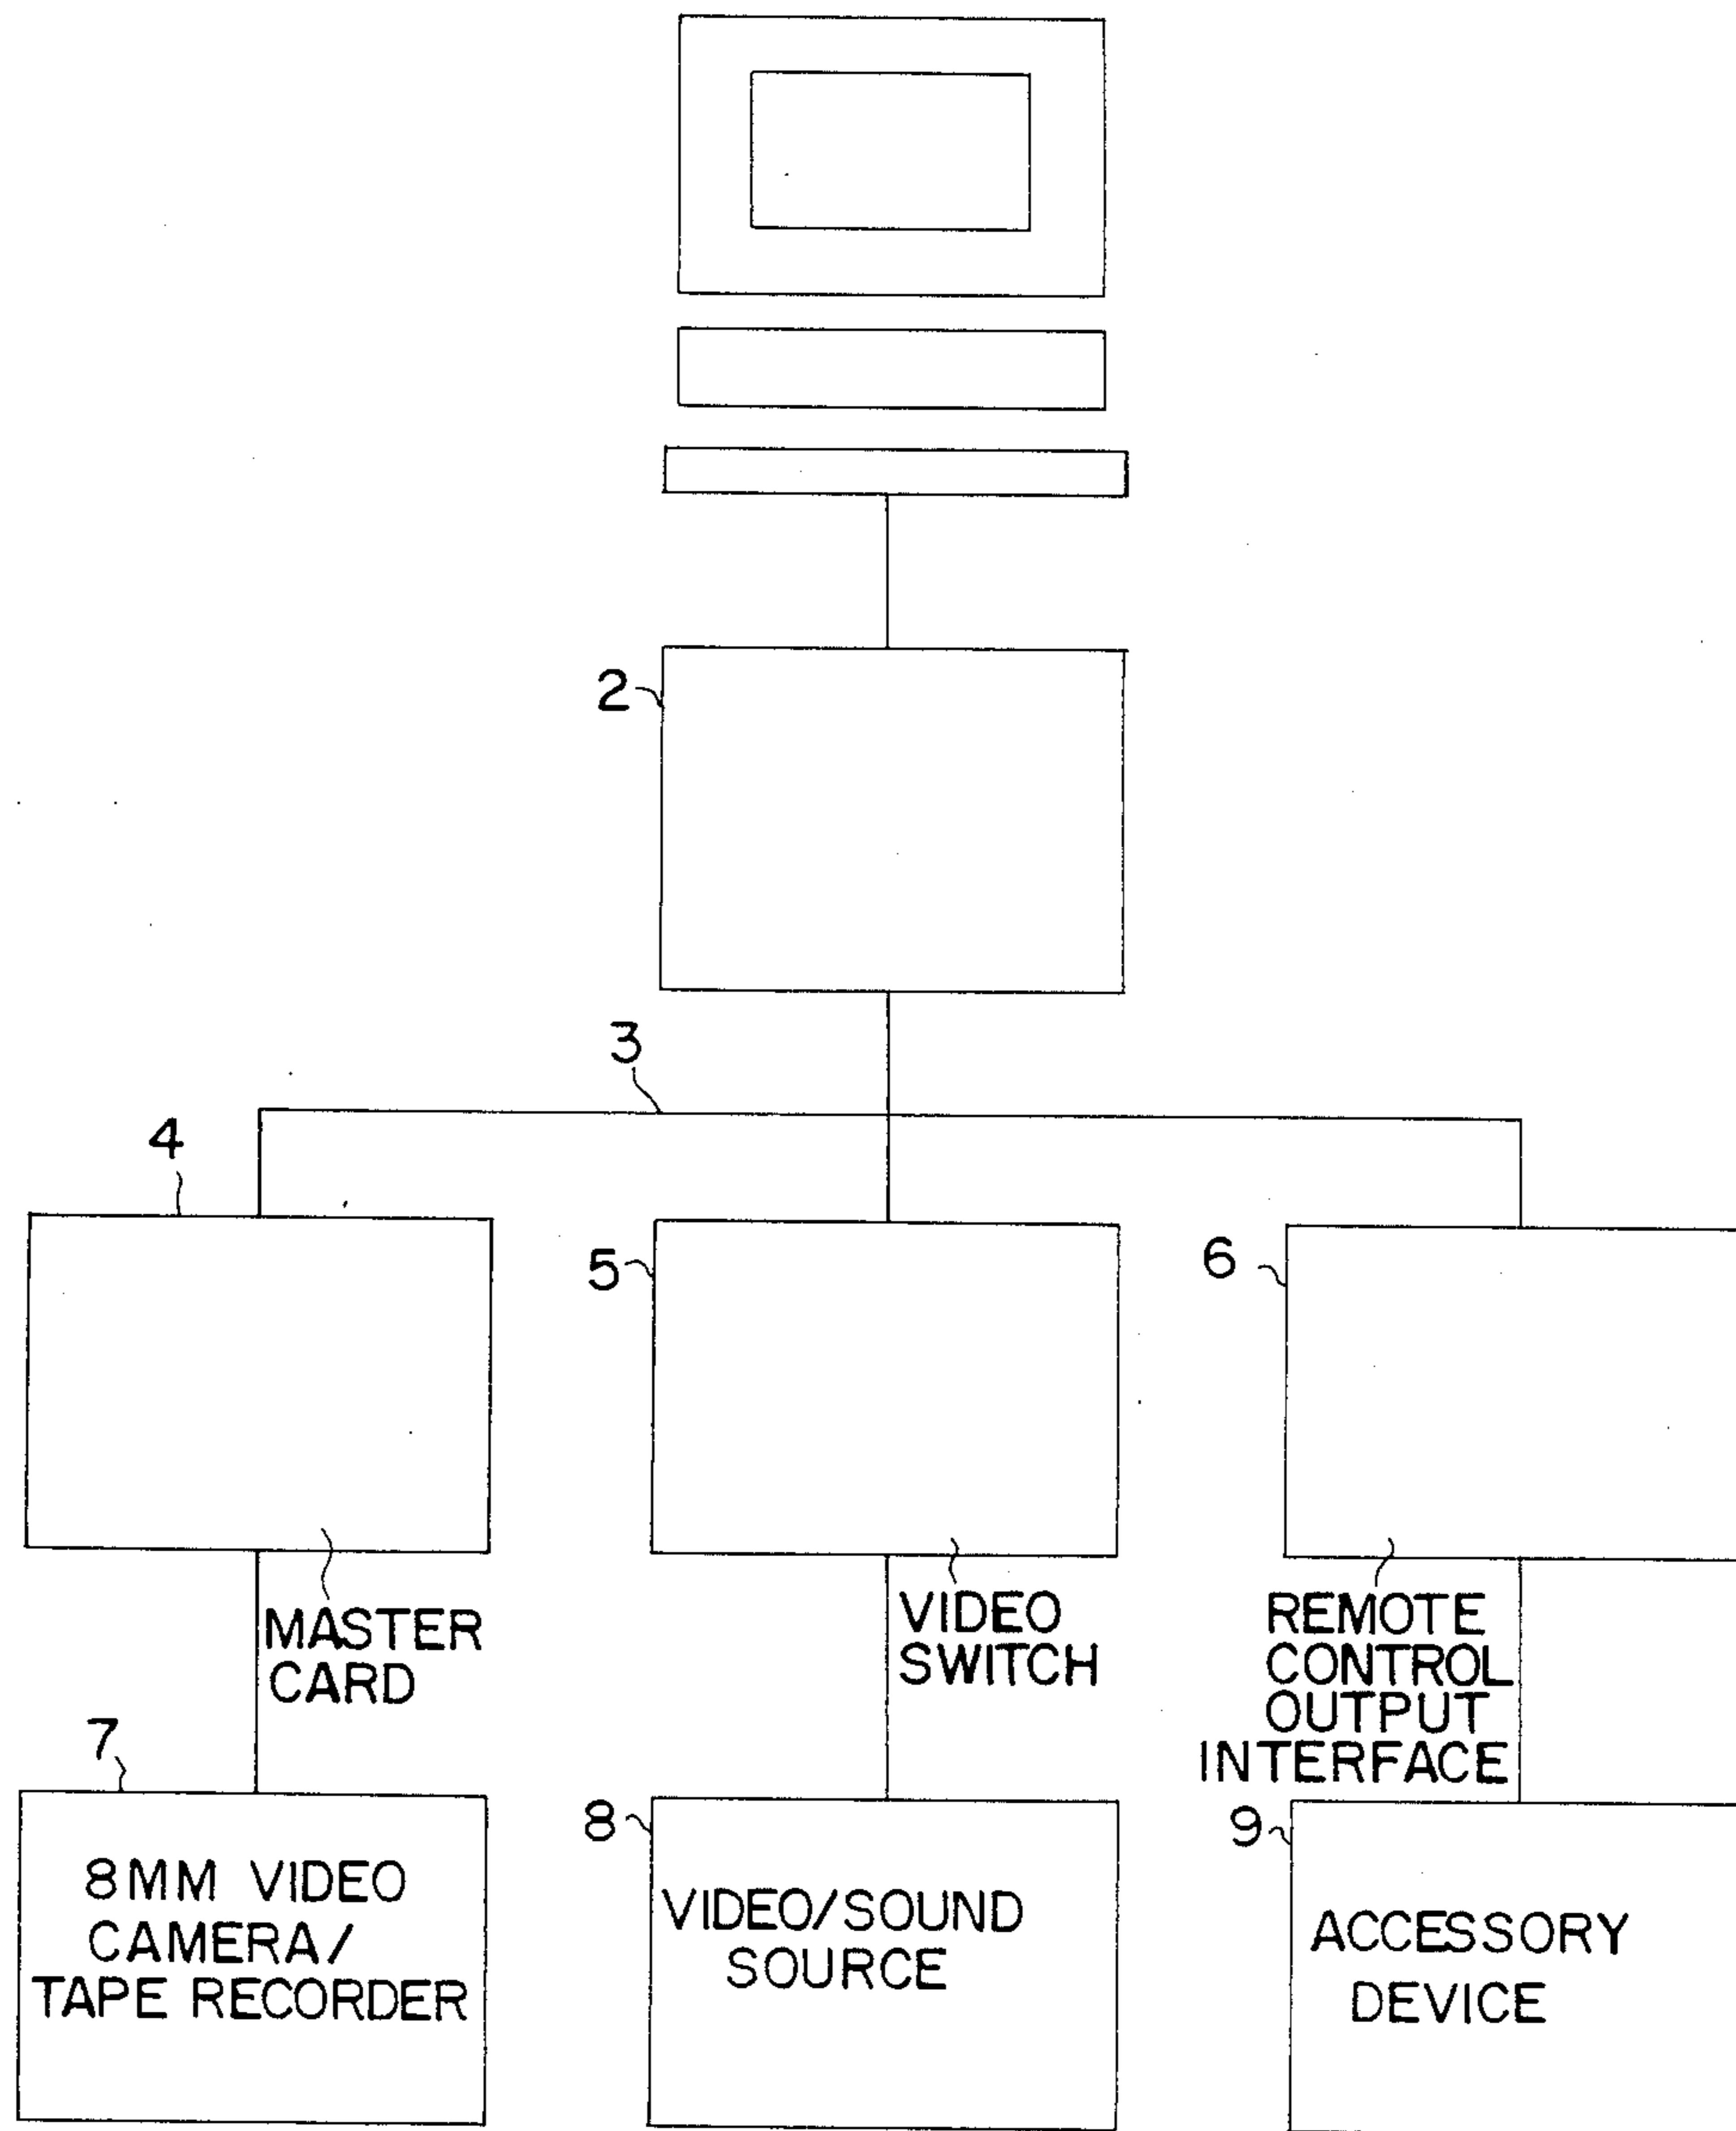 2
3
4
5
6
MASTER
CARD
VIDEO
SWITCH
REMOTE
CONTROL
OUTPUT
INTERFACE
7
8
9
8MM VIDEO
CAMERA/
TAPE RECORDER
VIDEO/SOUND
SOURCE
ACCESSORY
DEVICE